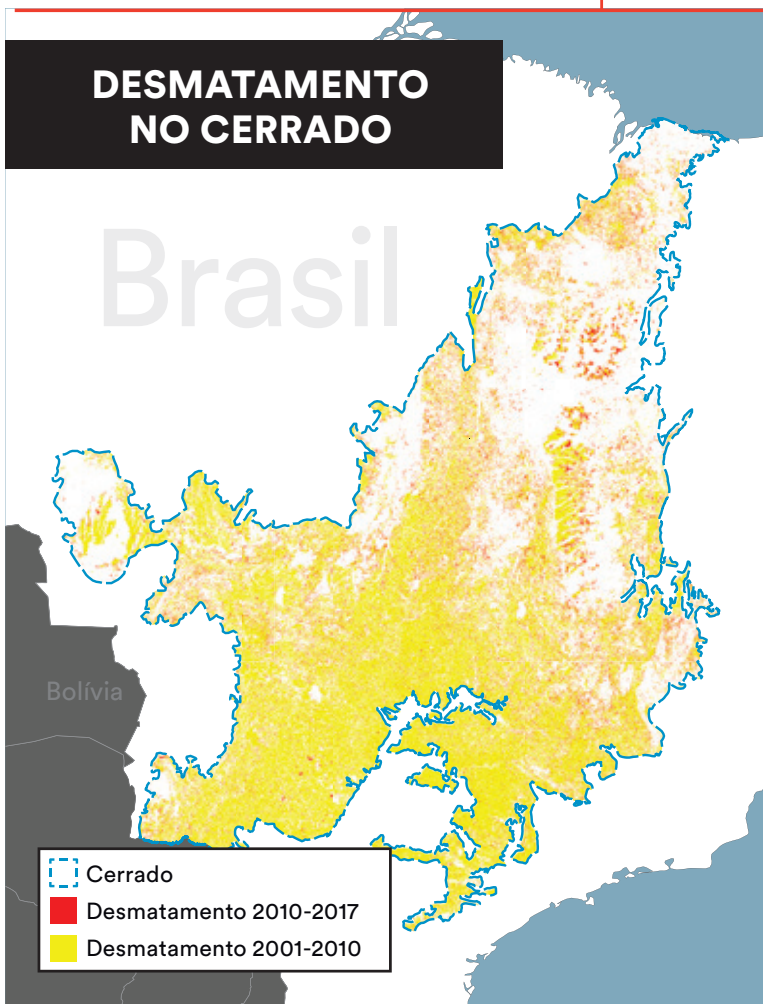 DESMATAMENTO
NO CERRADO
Brasil
Bolívia
Cerrado
Desmatamento 2010-2017
Desmatamento 2001-2010